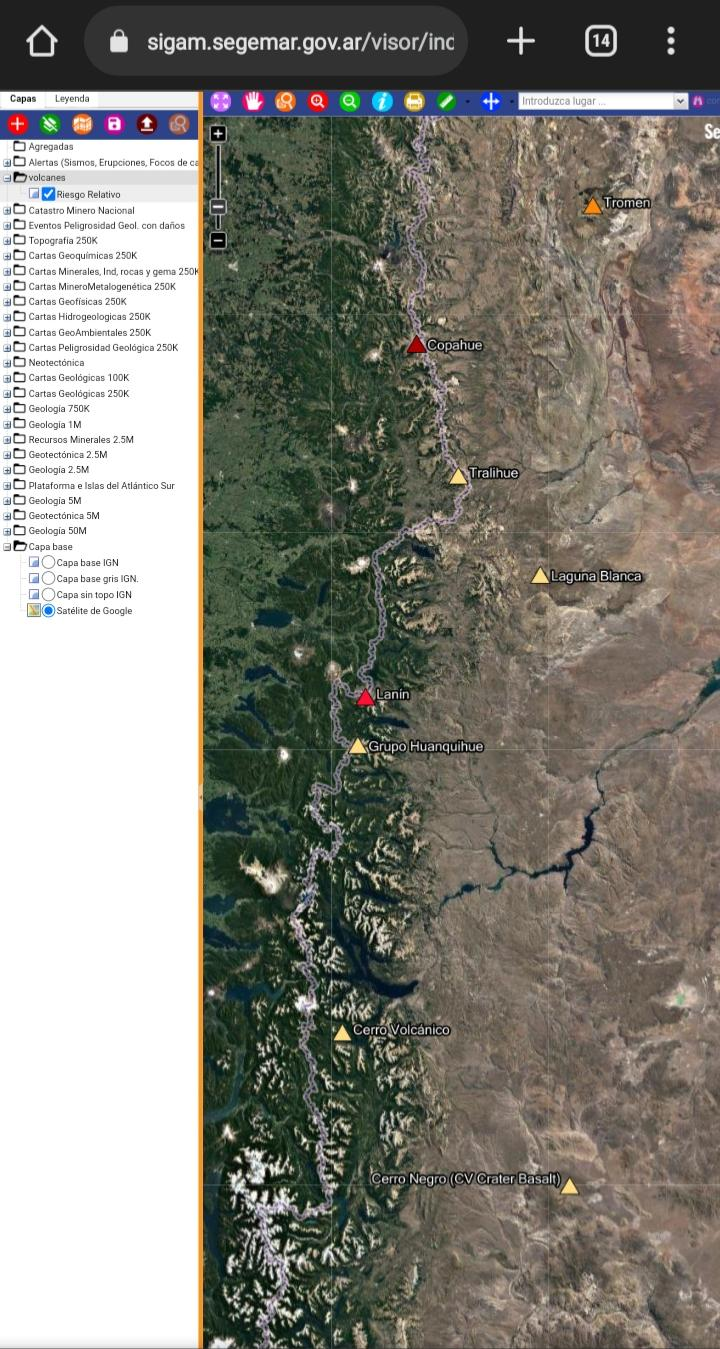 sigam.segemar.gov.ar/visor/ind
14
Capas
Leyenda
Introduzca lugar ...
Se
Agregadas
Alertas (Sismos, Erupciones, Focos de ca
volcanes
Riesgo Relativo
Catastro Minero Nacional
Eventos Peligrosidad Geol. con daños
Topografía 250K
Cartas Geoquímicas 250K
Cartas Minerales, Ind, rocas y gema 250K
Cartas MineroMetalogenética 250K
Cartas Geofísicas 250K
Cartas Hidrogeologicas 250K
Cartas GeoAmbientales 250K
Cartas Peligrosidad Geológica 250K
Neotectónica
Cartas Geológicas 100K
Cartas Geológicas 250K
Geología 750K
Geología 1M
Recursos Minerales 2.5M
Geotectónica 2.5M
Geología 2.5M
Plataforma e Islas del Atlántico Sur
Geología 5M
Geotectónica 5M
Geología 50M
Capa base
Capa base IGN
Capa base gris IGN.
Capa sin topo IGN
Satélite de Google
Tromen
Copahue
Tralihue
Laguna Blanca
Lanín
Grupo Huanquihue
Cerro Volcánico
Cerro Negro (CV Crater Basalt)